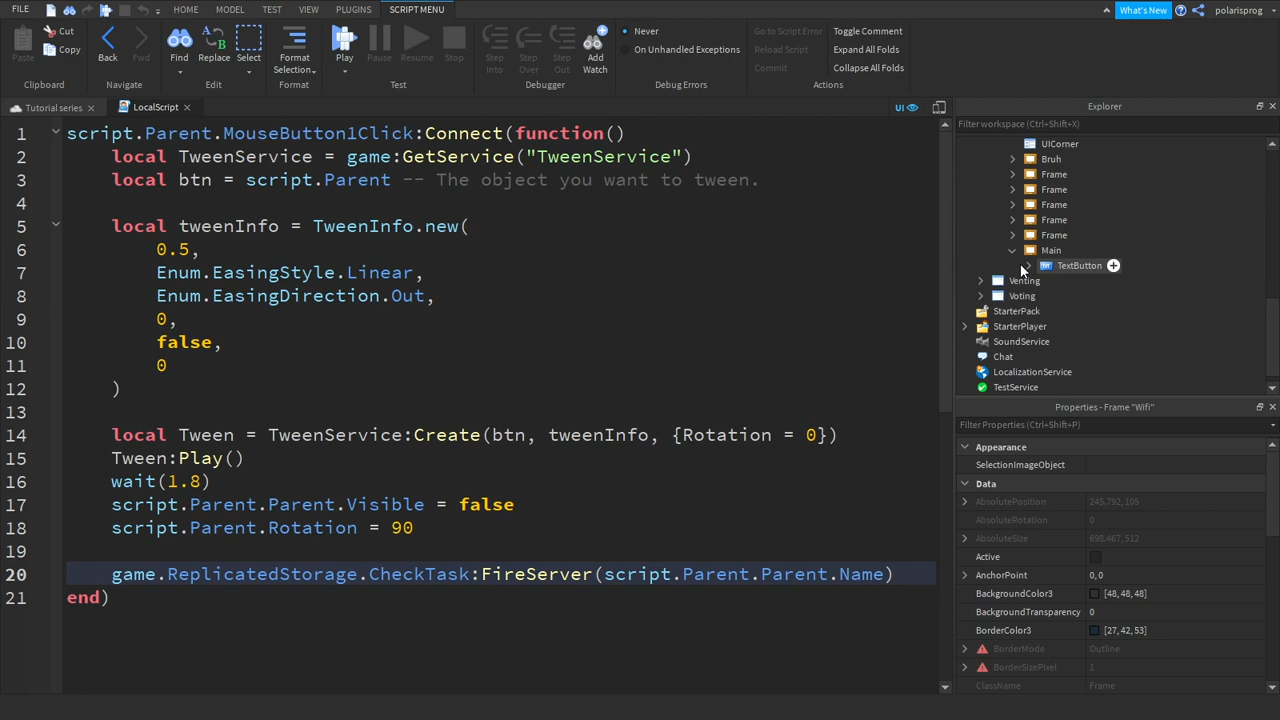 FILE HOME MODEL TEST VIEW PLUGINS SCRIPT MENU What's New polarisprog
Paste Cut Copy Back Fwd Find Replace Select Format Selection Play Pause Resume Stop Step Into Step Over Step Out Add Watch Never On Unhandled Exceptions Go to Script Error Reload Script Commit Toggle Comment Expand All Folds Collapse All Folds
Clipboard Navigate Edit Format Test Debugger Debug Errors Actions
Tutorial series LocalScript UI
1 script.Parent.MouseButton1Click:Connect(function()
2 local TweenService = game:GetService("TweenService")
3 local btn = script.Parent -- The object you want to tween.
4
5 local tweenInfo = TweenInfo.new(
6 0.5,
7 Enum.EasingStyle.Linear,
8 Enum.EasingDirection.Out,
9 0,
10 false,
11 0
12 )
13
14 local Tween = TweenService:Create(btn, tweenInfo, {Rotation = 0})
15 Tween:Play()
16 wait(1.8)
17 script.Parent.Parent.Visible = false
18 script.Parent.Rotation = 90
19
20 game.ReplicatedStorage.CheckTask:FireServer(script.Parent.Parent.Name)
21 end)
Explorer
Filter workspace (Ctrl+Shift+X)
UICorner
Bruh
Frame
Frame
Frame
Frame
Frame
Main
TextButton
Venting
Voting
StarterPack
StarterPlayer
SoundService
Chat
LocalizationService
TestService
Properties - Frame "Wifi"
Filter Properties (Ctrl+Shift+P)
Appearance
SelectionImageObject
Data
AbsolutePosition 245.792, 105
AbsoluteRotation 0
AbsoluteSize 698.467, 512
Active
AnchorPoint 0, 0
BackgroundColor3 [48, 48, 48]
BackgroundTransparency 0
BorderColor3 [27, 42, 53]
BorderMode Outline
BorderSizePixel 1
ClassName Frame